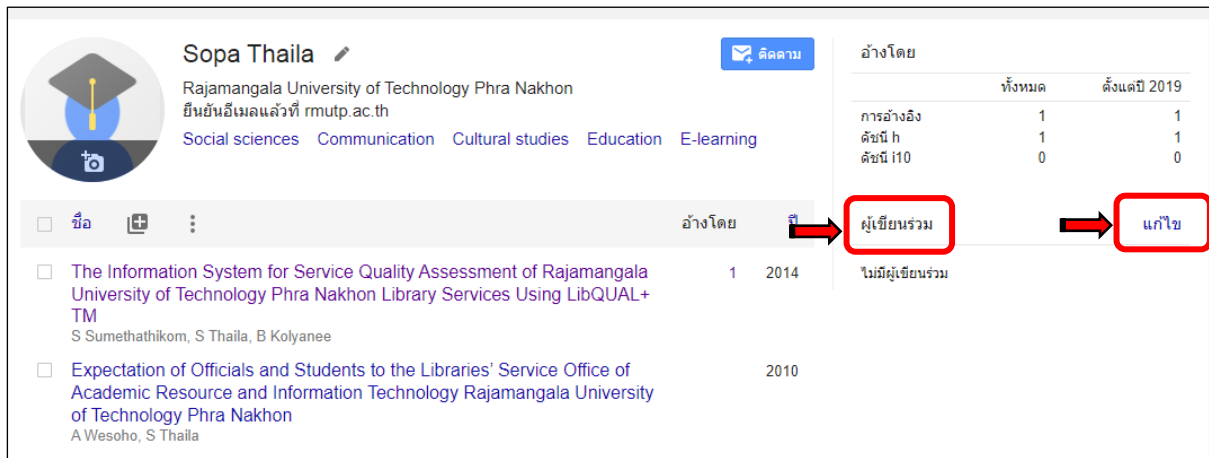 Sopa Thaila
ติดตาม
Rajamangala University of Technology Phra Nakhon
ยืนยันอีเมลแล้วที่ rmutp.ac.th
Social sciences Communication Cultural studies Education E-learning
อ้างโดย
ทั้งหมด ตั้งแต่ปี 2019
การอ้างอิง 1 1
ดัชนี h 1 1
ดัชนี i10 0 0
ชื่อ อ้างโดย ปี
The Information System for Service Quality Assessment of Rajamangala 1 2014
University of Technology Phra Nakhon Library Services Using LibQUAL+
TM
S Sumethathikom, S Thaila, B Kolyanee
Expectation of Officials and Students to the Libraries’ Service Office of 2010
Academic Resource and Information Technology Rajamangala University
of Technology Phra Nakhon
A Wesoho, S Thaila
ผู้เขียนร่วม แก้ไข
ไม่มีผู้เขียนร่วม